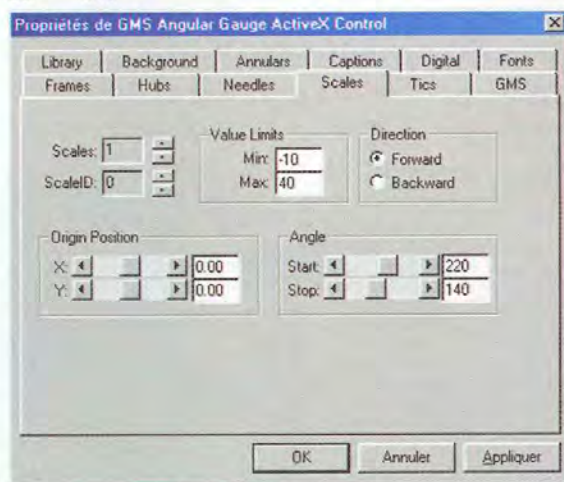 Propriétés de GMS Angular Gauge ActiveX Control
Library Background Annulars Captions Digital Fonts
Frames Hubs Needles Scales Tics GMS
Scales: 1
ScaleID: 0
Value Limits
Min: -10
Max: 40
Direction
Forward
Backward
Origin Position
X: 0.00
Y: 0.00
Angle
Start: 220
Stop: 140
OK Annuler Appliquer